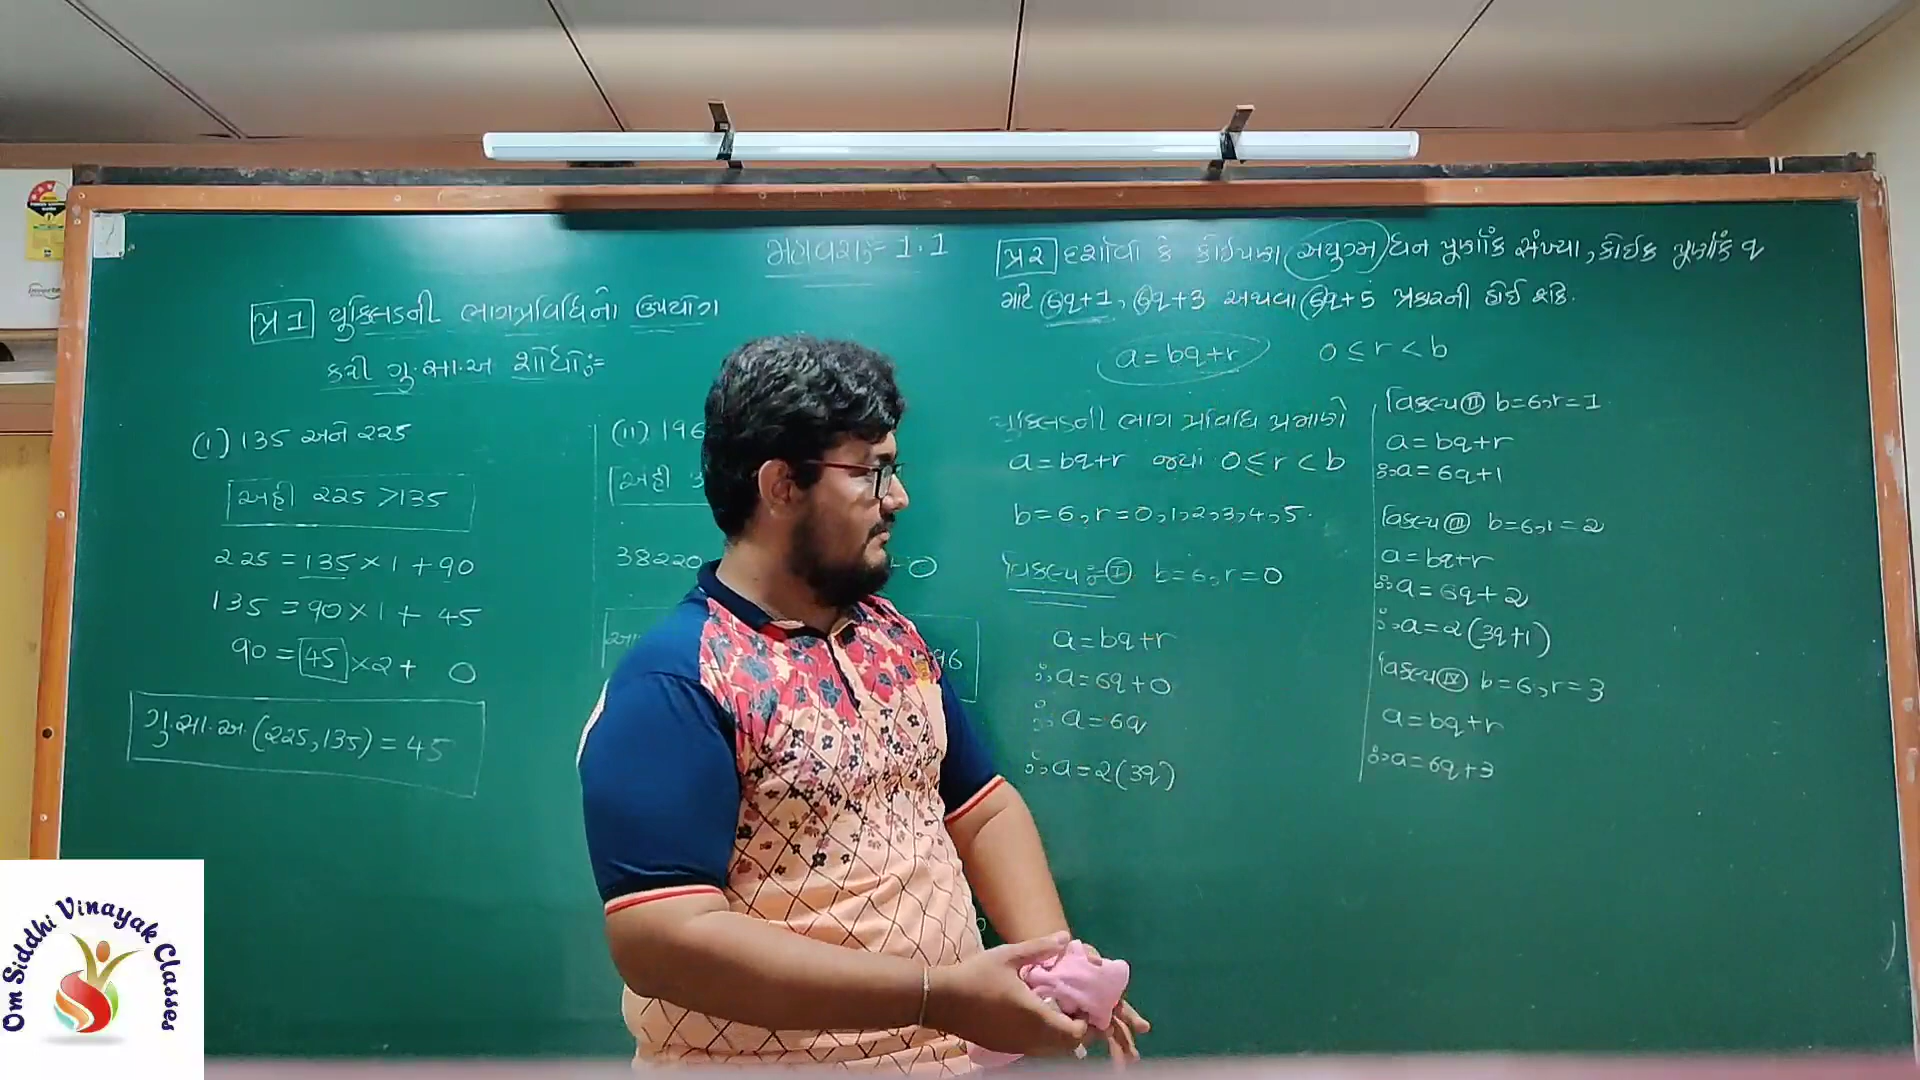 1.1
પ્ર 1 યુક્લિડની ભાગપ્રવિધિનો ઉપયોગ
કરી ગુ.સા.અ શોધો:=
(I) 135 અને 225
અહીં 225 > 135
225 = 135 × 1 + 90
135 = 90 × 1 + 45
90 = 45 × 2 + 0
ગુ.સા.અ. (225, 135) = 45
(II) 196
અહીં 3
38220
0
96
પ્ર 2 દર્શાવો કે કોઈપણ અયુગ્મ ધન પૂર્ણાંક સંખ્યા, કોઈક પૂર્ણાંક q
માટે 6q+1, 6q+3 અથવા 6q+5 પ્રકારની હોઈ શકે.
a = bq+r 0 ≤ r < b
યુક્લિડની ભાગ પ્રવિધિ પ્રમાણે
a = bq+r જ્યાં 0 ≤ r < b
b = 6, r = 0, 1, 2, 3, 4, 5.
વિકલ્પ:- I b = 6, r = 0
a = bq+r
∴ a = 6q+0
∴ a = 6q
∴ a = 2(3q)
વિકલ્પ II b = 6, r = 1
a = bq+r
∴ a = 6q+1
વિકલ્પ III b = 6, r = 2
a = bq+r
∴ a = 6q+2
∴ a = 2(3q+1)
વિકલ્પ IV b = 6, r = 3
a = bq+r
∴ a = 6q+3
Om Siddhi Vinayak Classes